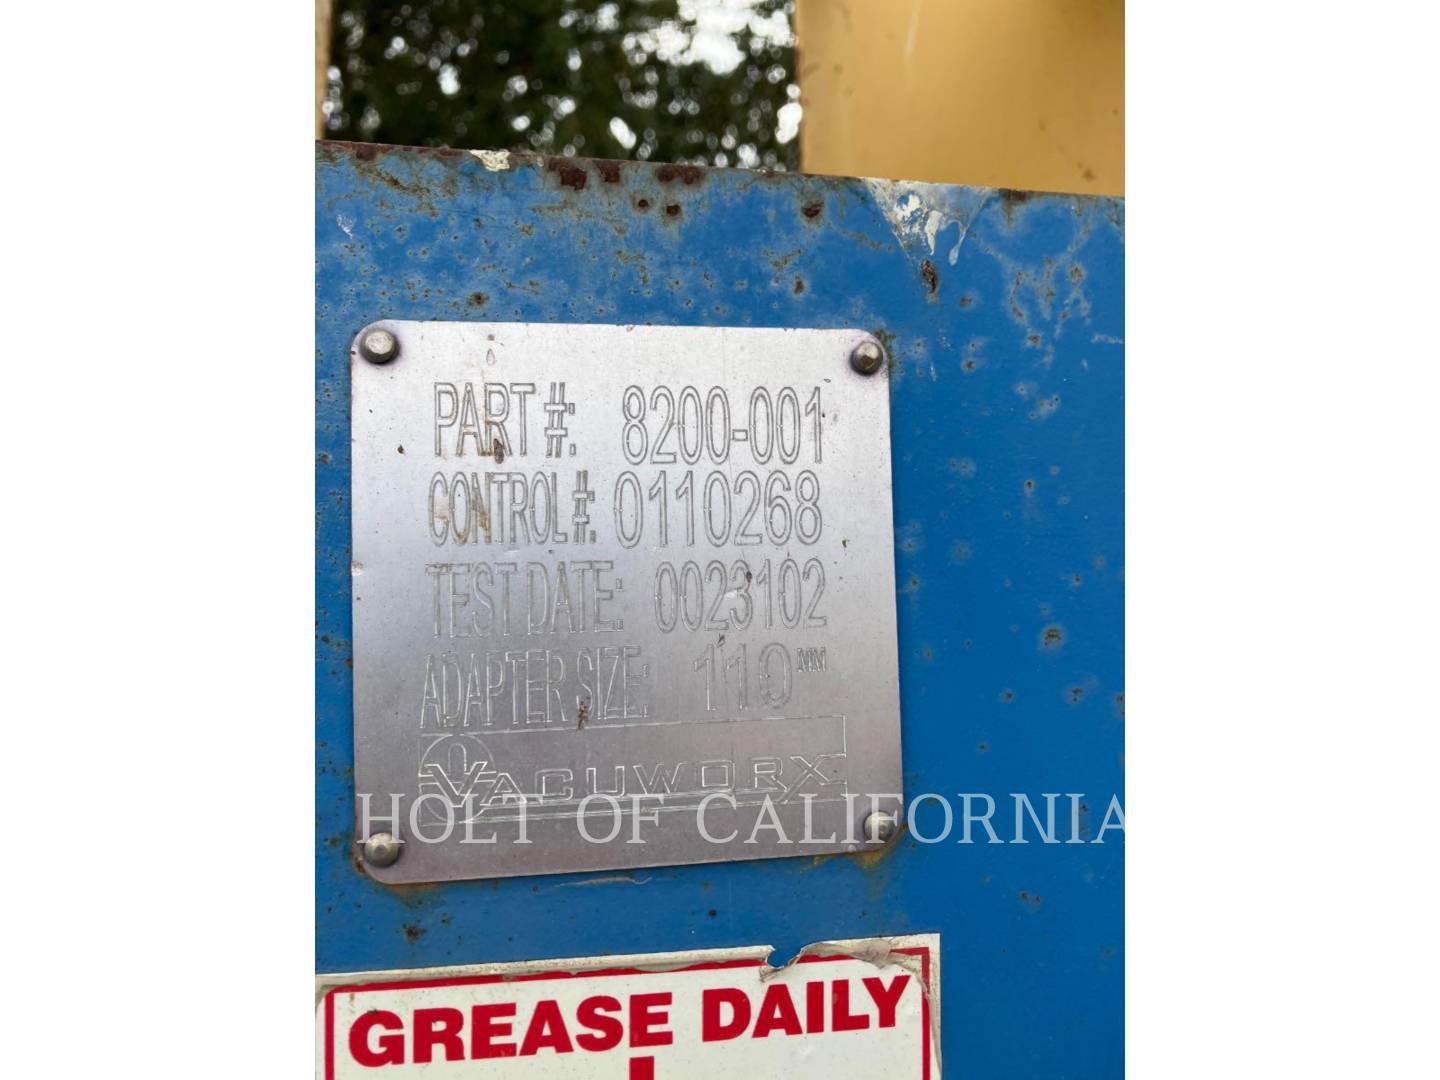 PART #: 8200-001
CONTROL #: 0110268
TEST DATE: 0023102
ADAPTER SIZE: 110 MM
VACUWORX
HOLT OF CALIFORNIA
GREASE DAILY